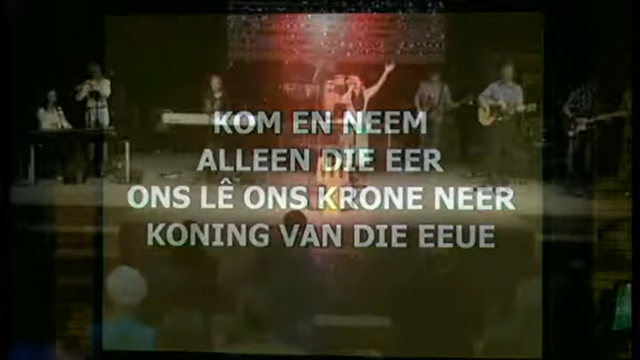 KOM EN NEEM
ALLEEN DIE EER
ONS LÊ ONS KRONE NEER
KONING VAN DIE EEUE